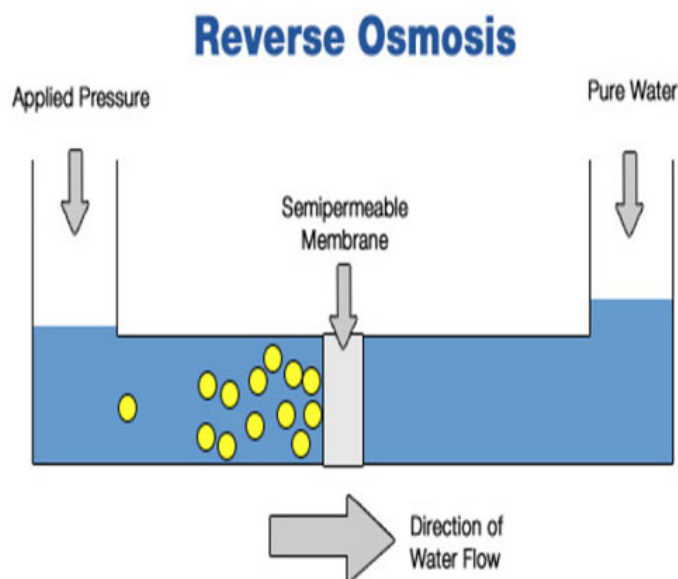 Reverse Osmosis
Applied Pressure
Pure Water
Semipermeable
Membrane
Direction of
Water Flow